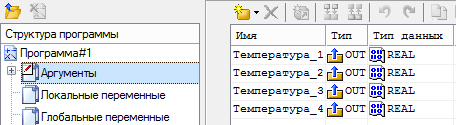 Структура программы
Программа#1
Аргументы
Локальные переменные
Глобальные переменные
Имя Тип Тип данных
Температура_1 OUT REAL
Температура_2 OUT REAL
Температура_3 OUT REAL
Температура_4 OUT REAL